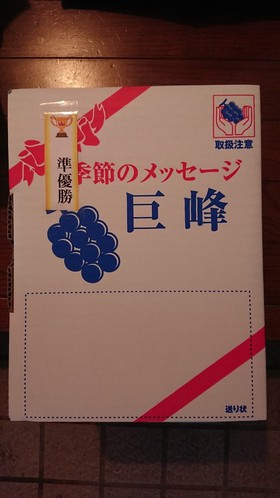 取扱注意
準優勝
季節のメッセージ
巨峰
送り状